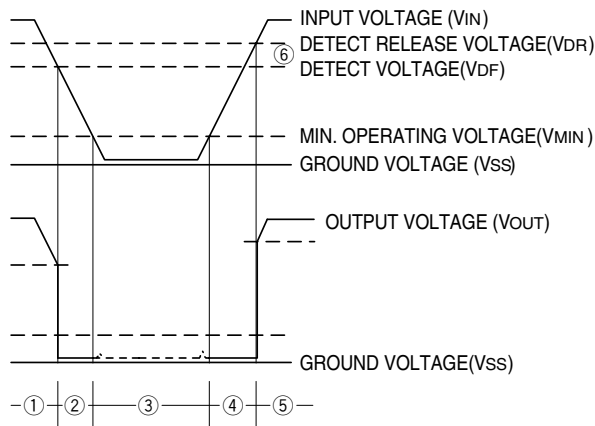 INPUT VOLTAGE (VIN)
⑥ DETECT RELEASE VOLTAGE(VDR)
DETECT VOLTAGE(VDF)
MIN. OPERATING VOLTAGE(VMIN )
GROUND VOLTAGE (VSS)
OUTPUT VOLTAGE (VOUT)
GROUND VOLTAGE(VSS)
① ② ③ ④ ⑤